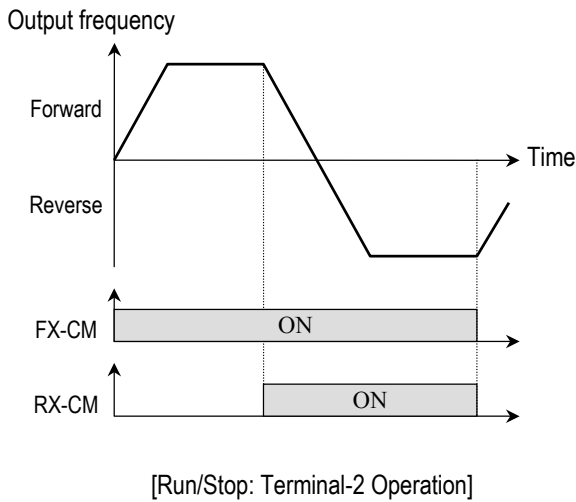 Output frequency
Forward
Time
Reverse
FX-CM
ON
RX-CM
ON
[Run/Stop: Terminal-2 Operation]